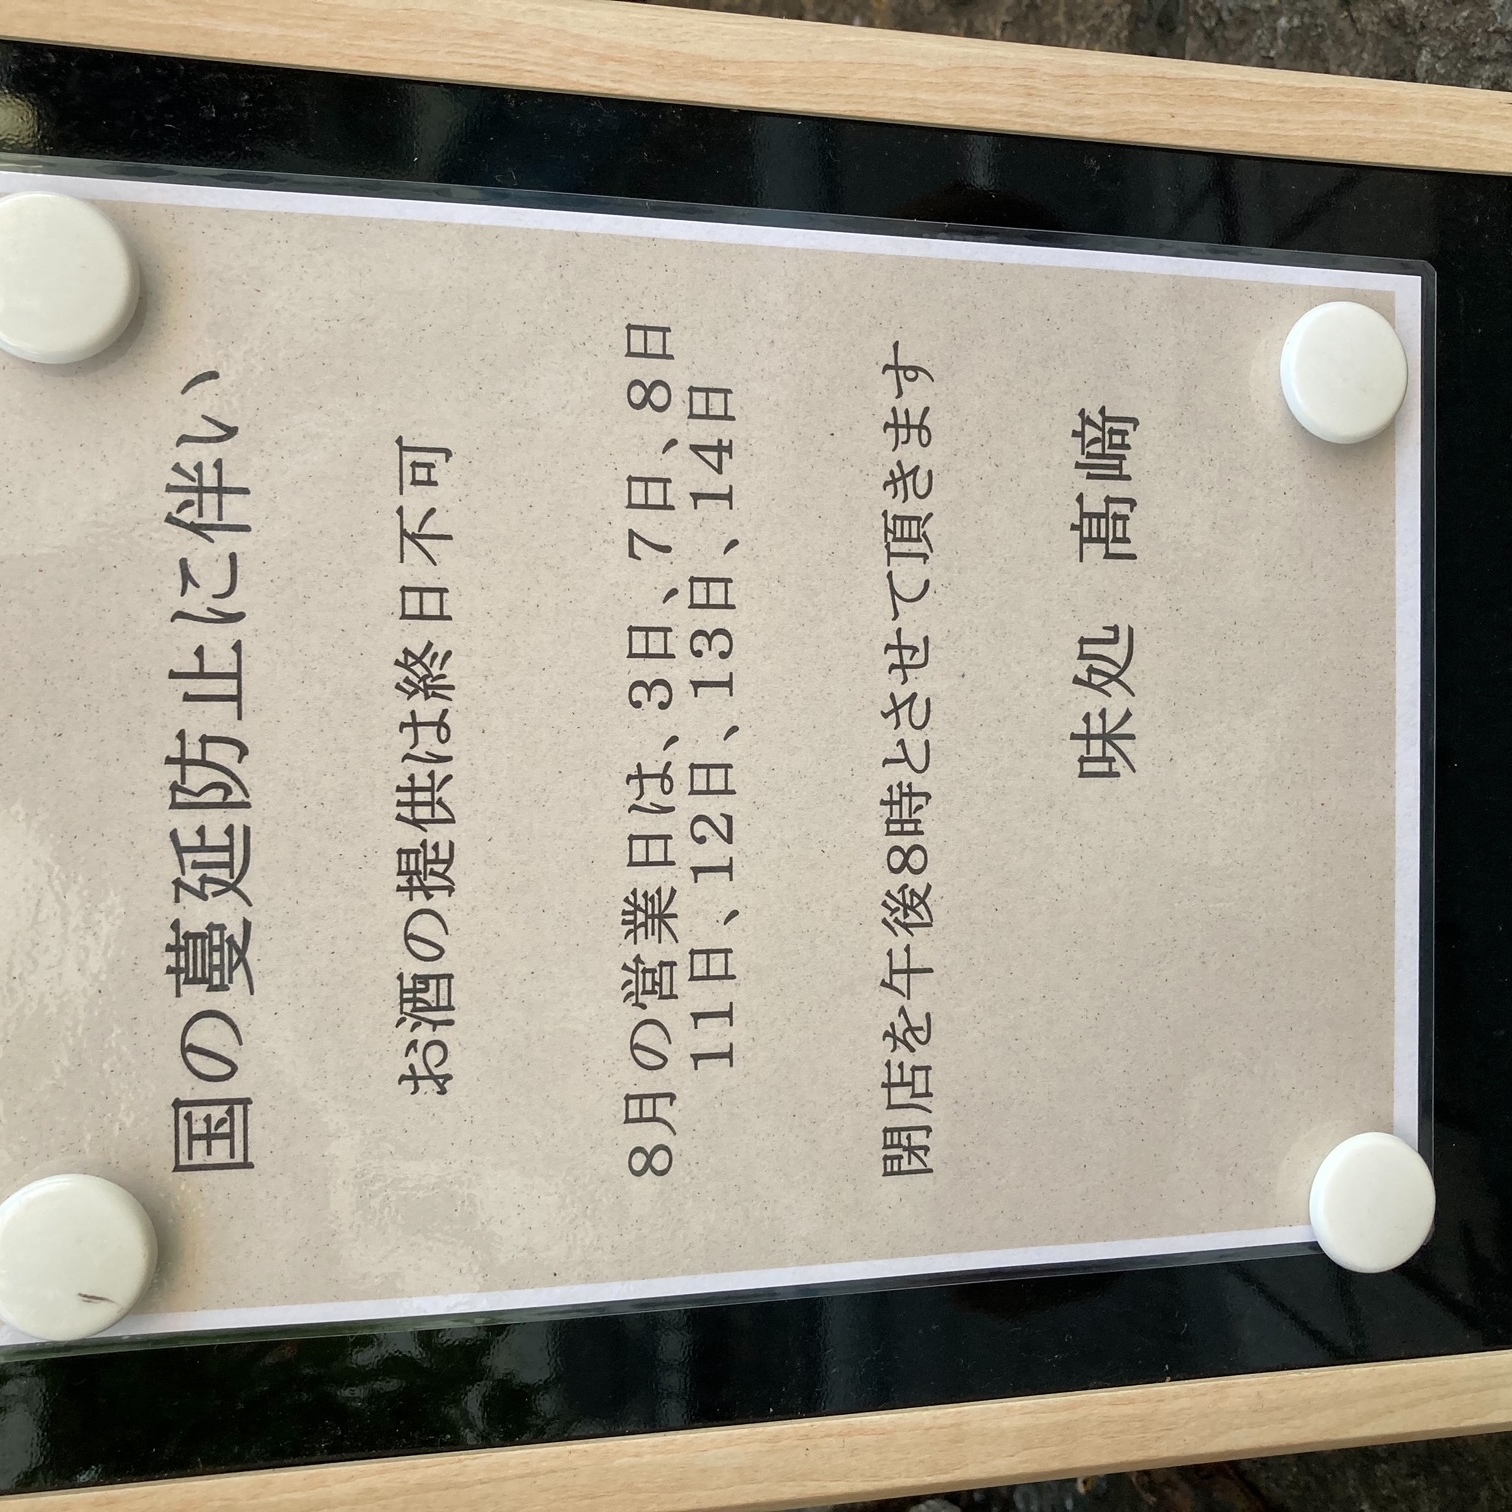 国の蔓延防止に伴い
お酒の提供は終日不可
8月の営業日は、3日、7日、8日
11日、12日、13日、14日
閉店を午後8時とさせて頂きます
味処 髙﨑